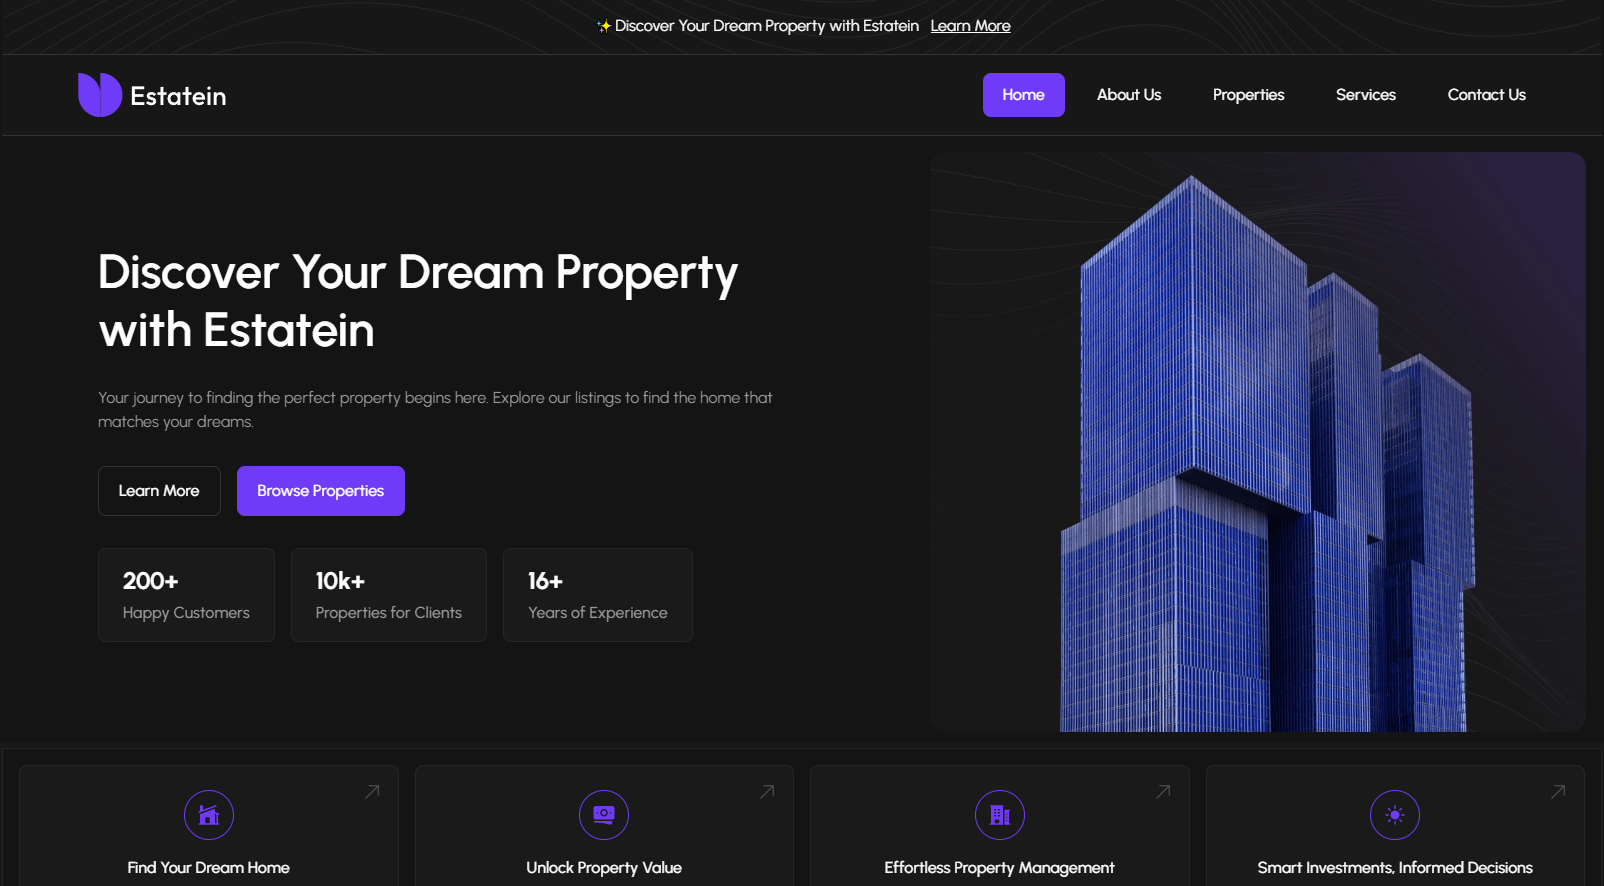 ✨ Discover Your Dream Property with Estatein Learn More
Estatein
Home
About Us
Properties
Services
Contact Us
Discover Your Dream Property
with Estatein
Your journey to finding the perfect property begins here. Explore our listings to find the home that
matches your dreams.
Learn More
Browse Properties
200+
Happy Customers
10k+
Properties for Clients
16+
Years of Experience
Find Your Dream Home
Unlock Property Value
Effortless Property Management
Smart Investments, Informed Decisions